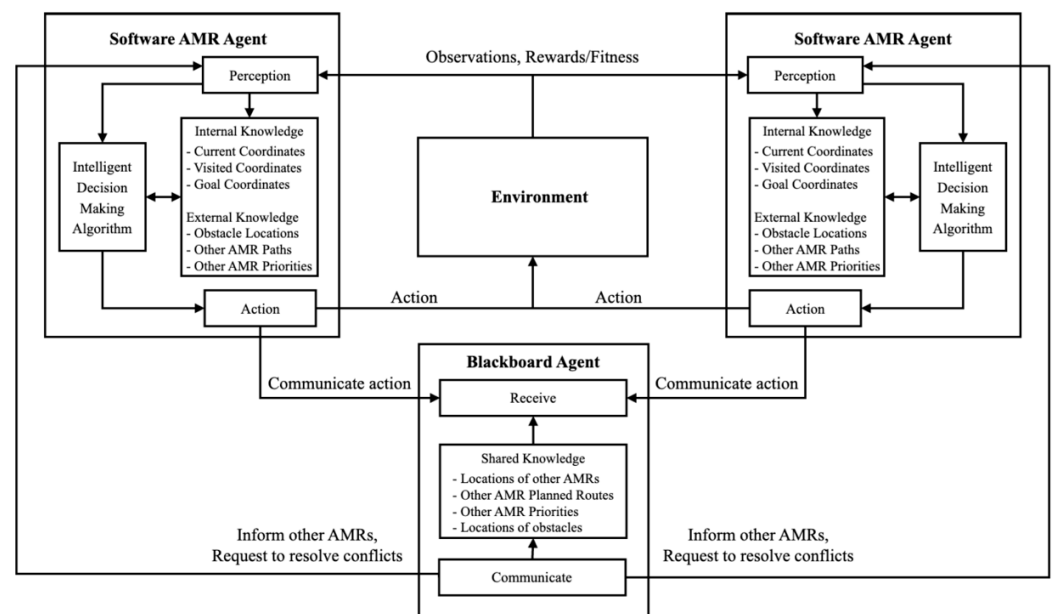 Software AMR Agent
Perception
Intelligent
Decision
Making
Algorithm
Internal Knowledge
- Current Coordinates
- Visited Coordinates
- Goal Coordinates
External Knowledge
- Obstacle Locations
- Other AMR Paths
- Other AMR Priorities
Action
Observations, Rewards/Fitness
Environment
Action
Action
Software AMR Agent
Perception
Internal Knowledge
- Current Coordinates
- Visited Coordinates
- Goal Coordinates
External Knowledge
- Obstacle Locations
- Other AMR Paths
- Other AMR Priorities
Intelligent
Decision
Making
Algorithm
Action
Communicate action
Blackboard Agent
Communicate action
Receive
Shared Knowledge
- Locations of other AMRs
- Other AMR Planned Routes
- Other AMR Priorities
- Locations of obstacles
Inform other AMRs,
Request to resolve conflicts
Communicate
Inform other AMRs,
Request to resolve conflicts